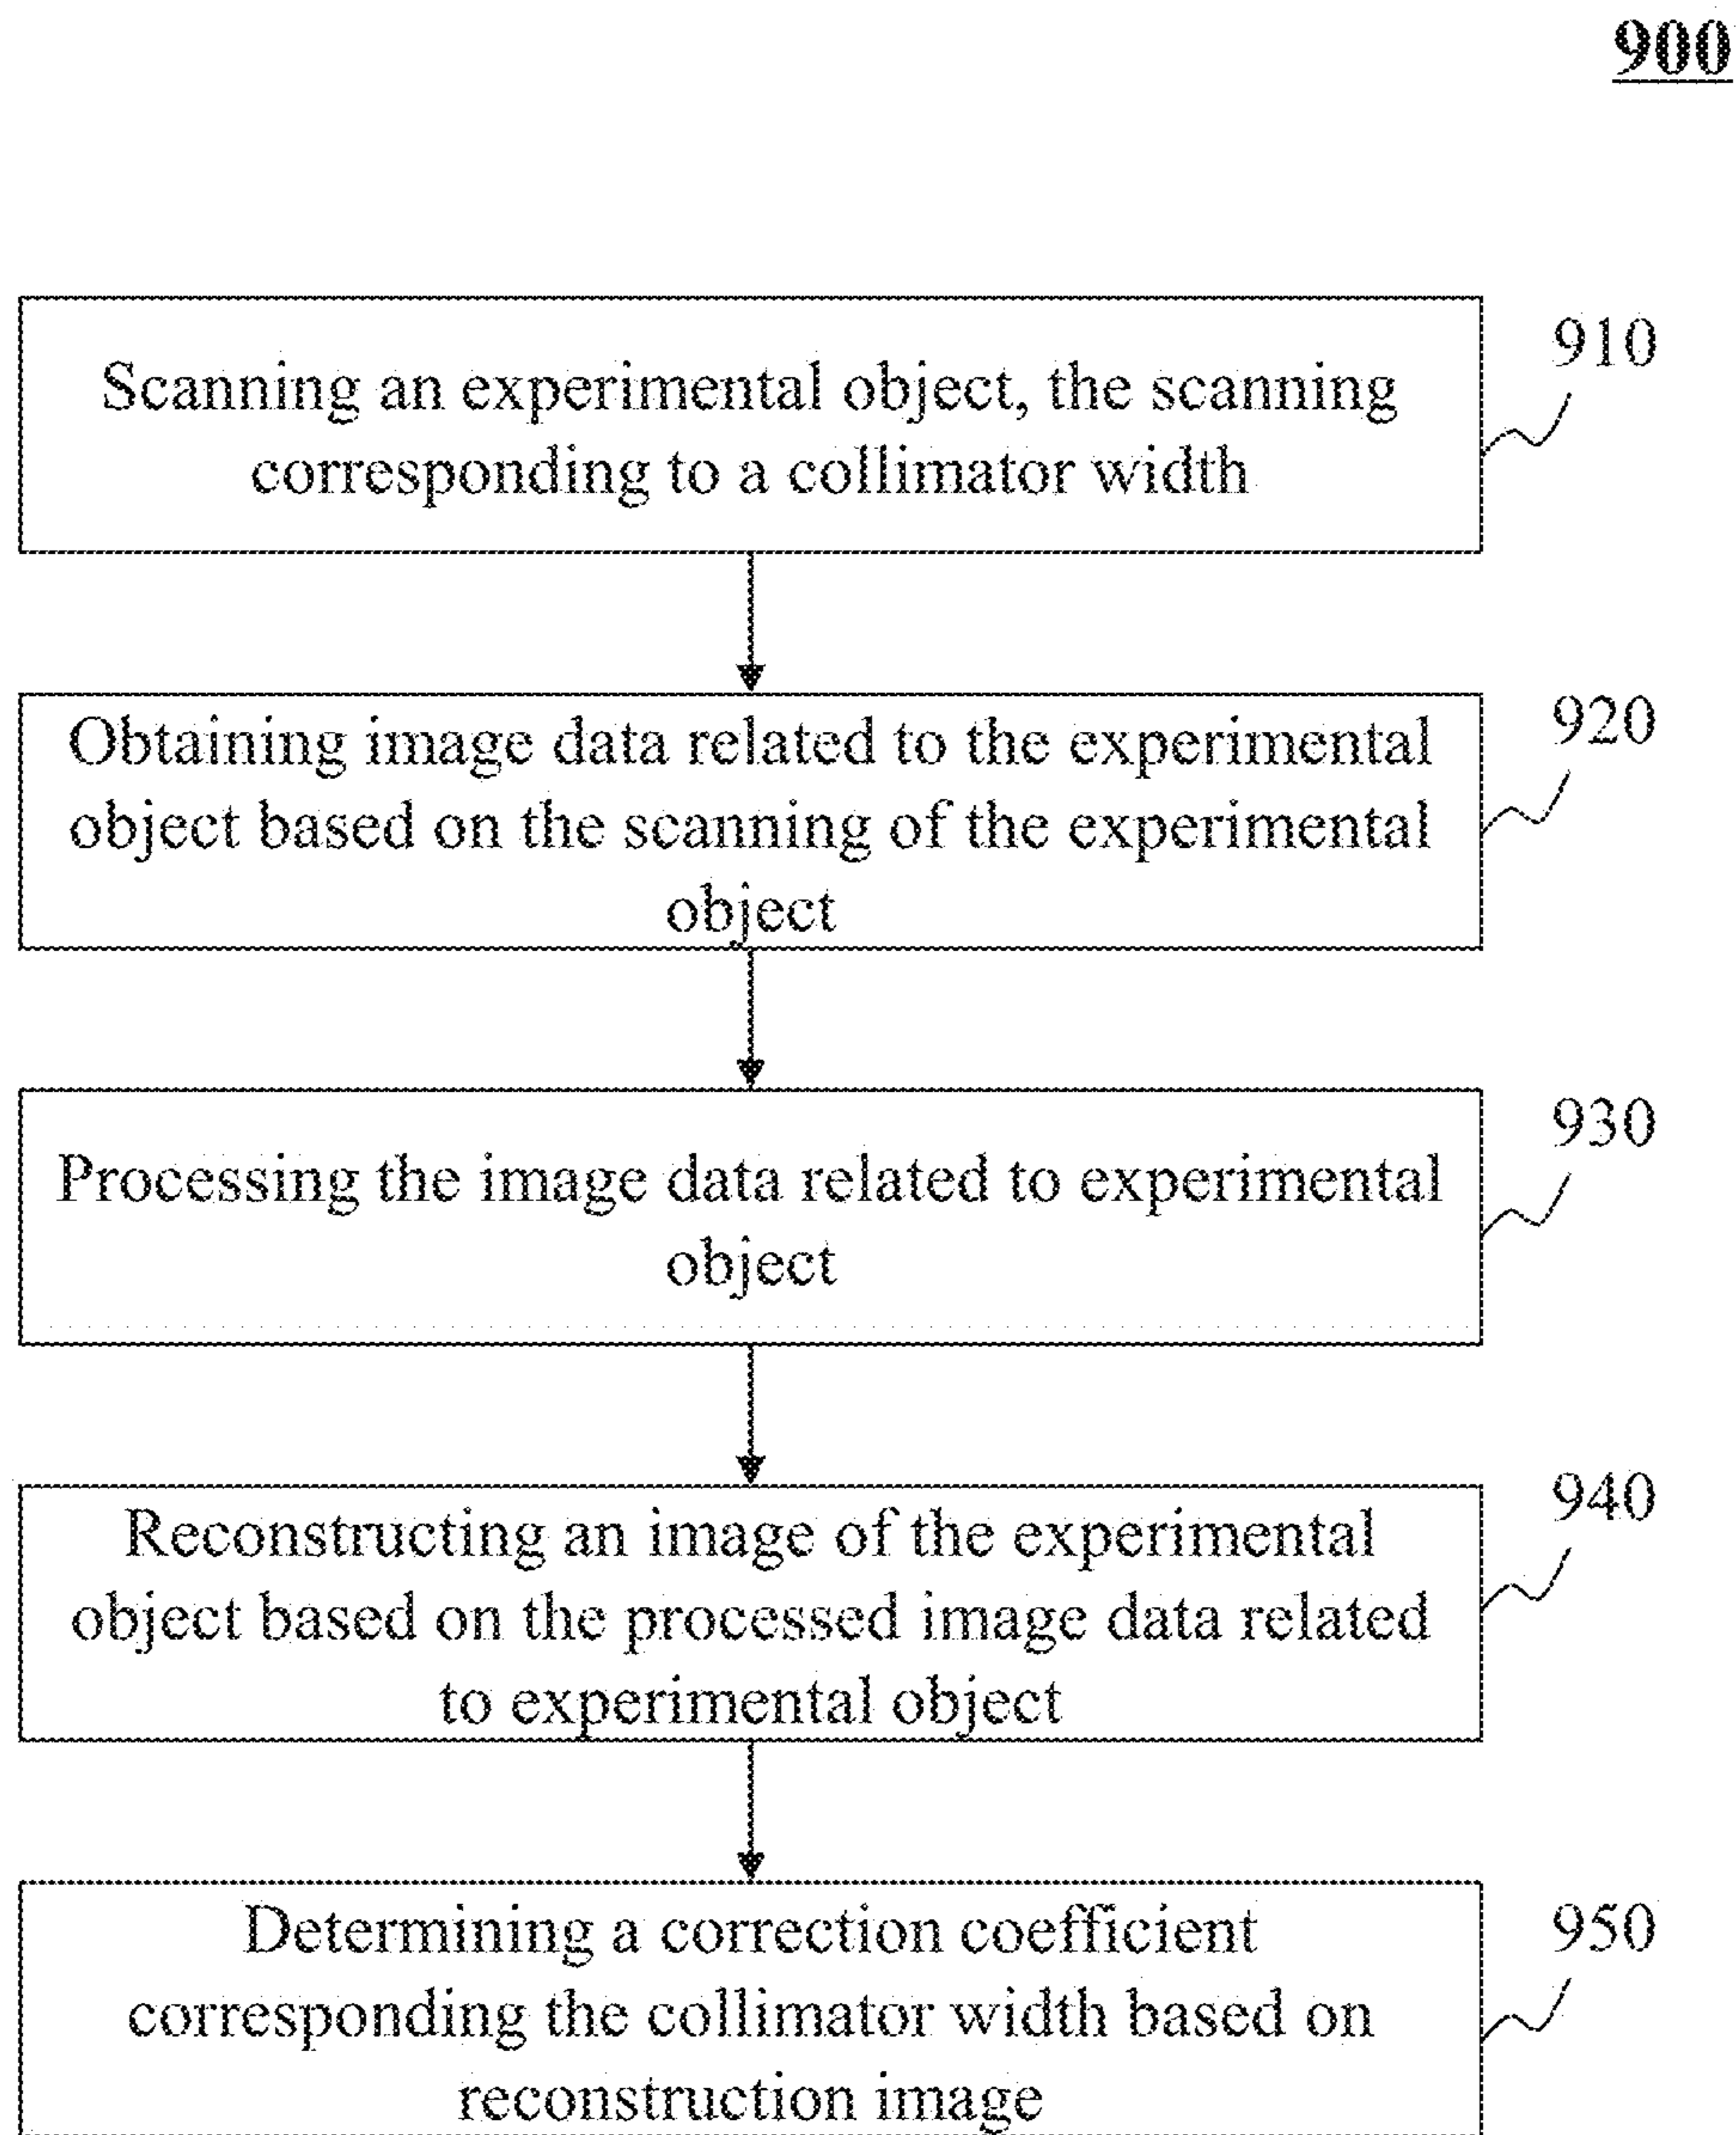 900
Scanning an experimental object, the scanning
corresponding to a collimator width
910
Obtaining image data related to the experimental
object based on the scanning of the experimental
object
920
Processing the image data related to experimental
object
930
Reconstructing an image of the experimental
object based on the processed image data related
to experimental object
940
Determining a correction coefficient
corresponding the collimator width based on
reconstruction image
950